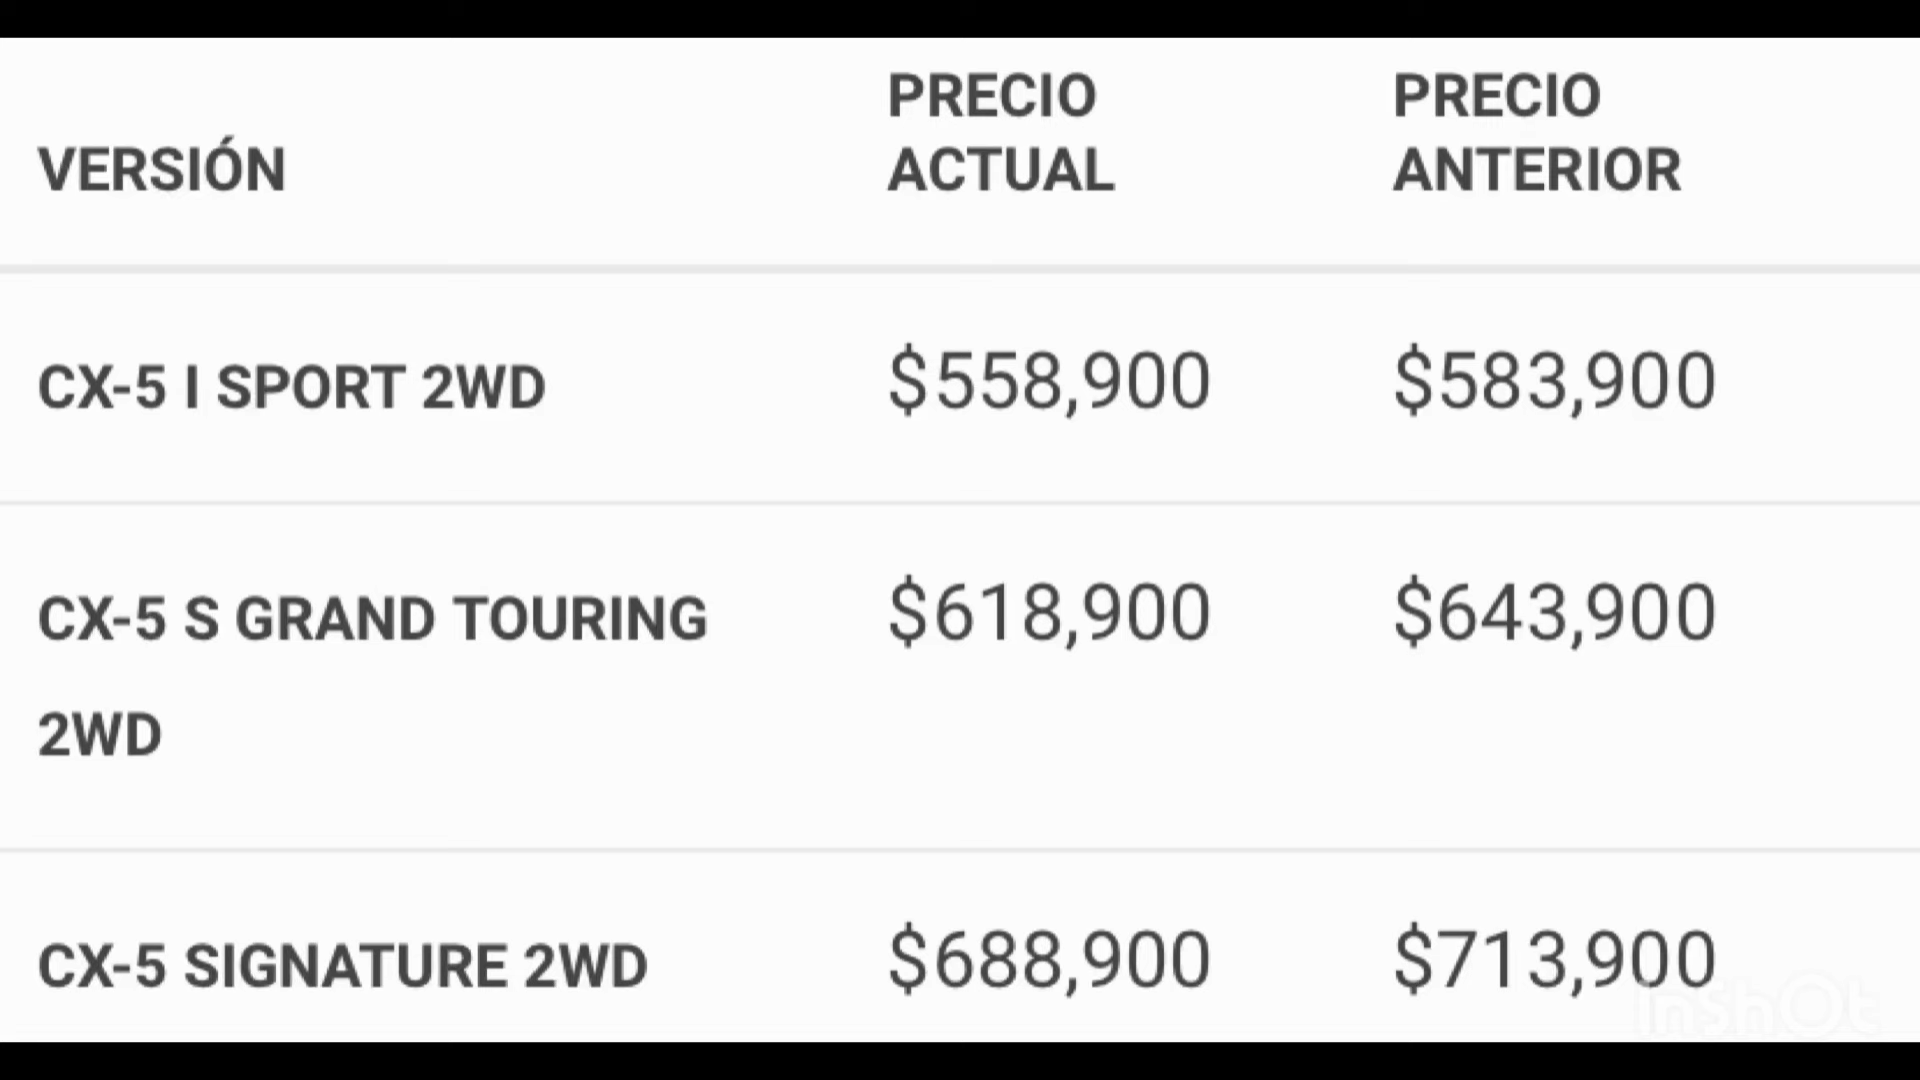 VERSIÓN PRECIO ACTUAL PRECIO ANTERIOR
CX-5 I SPORT 2WD $558,900 $583,900
CX-5 S GRAND TOURING $618,900 $643,900
2WD
CX-5 SIGNATURE 2WD $688,900 $713,900
InShOt